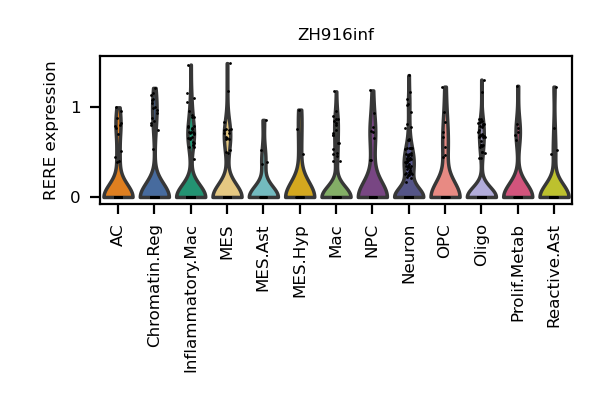 ZH916inf
RERE expression
1
0
AC
Chromatin.Reg
Inflammatory.Mac
MES
MES.Ast
MES.Hyp
Mac
NPC
Neuron
OPC
Oligo
Prolif.Metab
Reactive.Ast